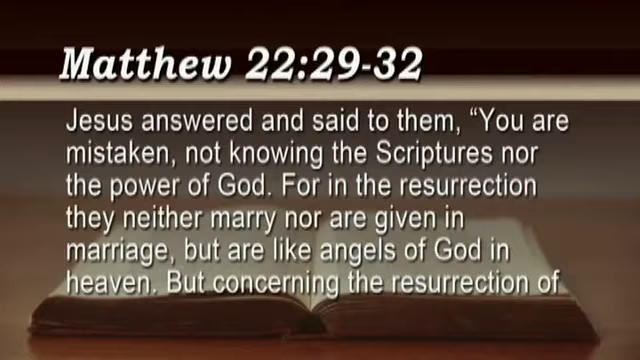 Matthew 22:29-32
Jesus answered and said to them, “You are
mistaken, not knowing the Scriptures nor
the power of God. For in the resurrection
they neither marry nor are given in
marriage, but are like angels of God in
heaven. But concerning the resurrection of